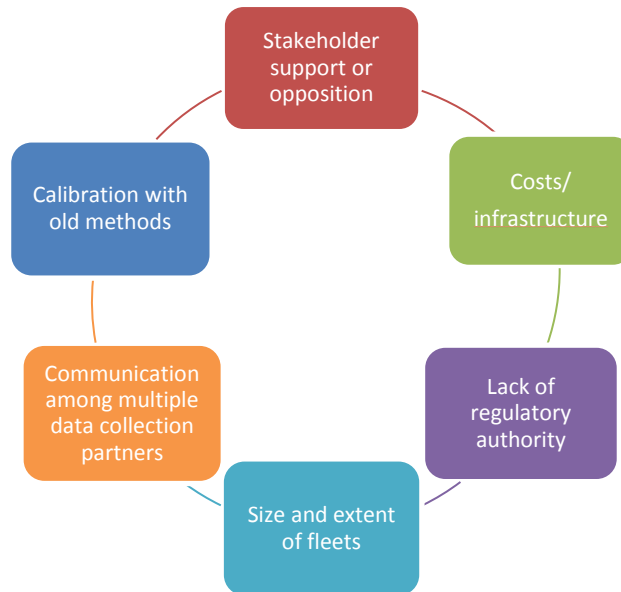 Stakeholder
support or
opposition
Costs/
infrastructure
Lack of
regulatory
authority
Size and extent
of fleets
Communication
among multiple
data collection
partners
Calibration with
old methods